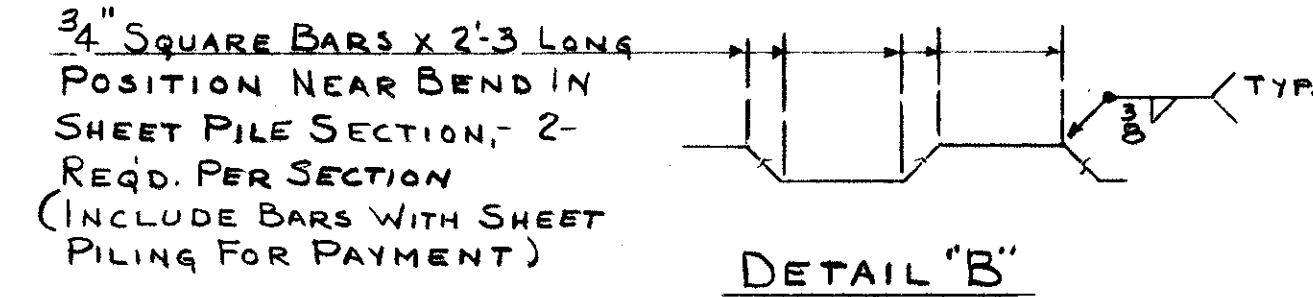 3/4" SQUARE BARS X 2'-3 LONG
POSITION NEAR BEND IN
SHEET PILE SECTION,- 2-
REQ'D. PER SECTION
(INCLUDE BARS WITH SHEET
PILING FOR PAYMENT)
3/8
TYP.
DETAIL "B"